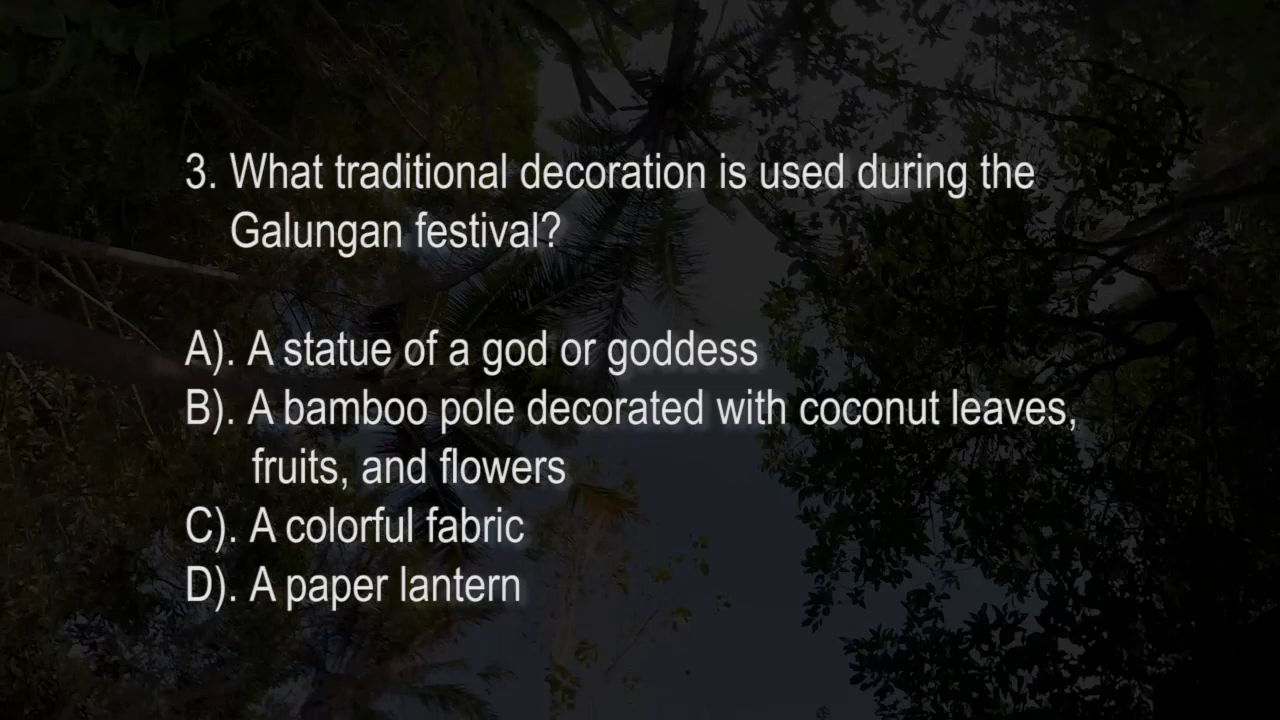 3. What traditional decoration is used during the
Galungan festival?
A). A statue of a god or goddess
B). A bamboo pole decorated with coconut leaves,
fruits, and flowers
C). A colorful fabric
D). A paper lantern